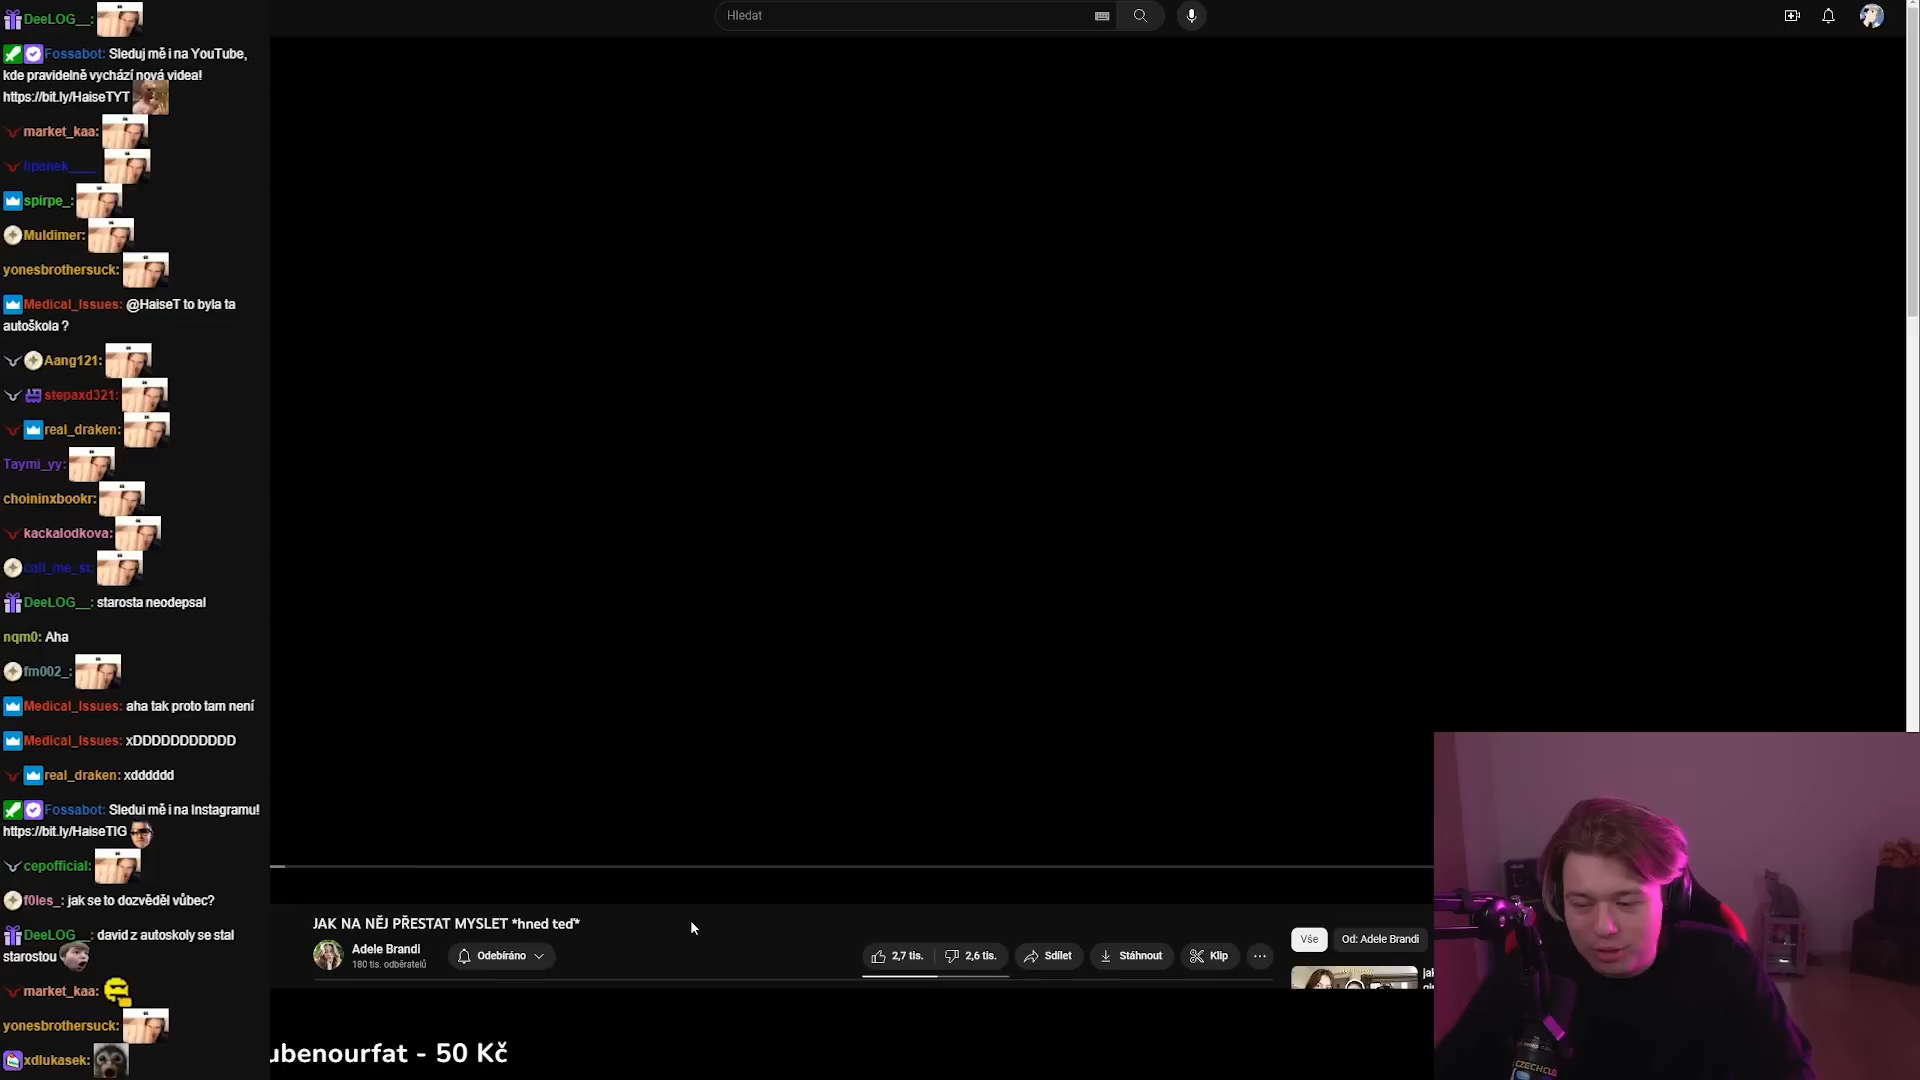 DeeLOG__:
Hledat
Fossabot: Sleduj mě i na YouTube,
kde pravidelně vychází nová videa!
https://bit.ly/HaiseTYT
market_kaa:
lipanek____
spirpe_:
Muldimer:
yonesbrothersuck:
Medical_Issues: @HaiseT to byla ta
autoškola ?
Aang121:
stepaxd321:
real_draken:
Taymi_yy:
choininxbookr:
kackalodkova:
call_me_st:
DeeLOG__: starosta neodepsal
nqm0: Aha
fm002_:
Medical_Issues: aha tak proto tam není
Medical_Issues: xDDDDDDDDDDD
real_draken: xdddddd
Fossabot: Sleduj mě i na Instagramu!
https://bit.ly/HaiseTIG
cepofficial:
f0les_: jak se to dozvěděl vůbec?
DeeLOG__: david z autoskoly se stal
starostou
market_kaa:
yonesbrothersuck:
xdlukasek:
JAK NA NĚJ PŘESTAT MYSLET *hned teď*
Adele Brandi
180 tis. odběratelů
Odebíráno
2,7 tis.
2,6 tis.
Sdílet
Stáhnout
Klip
Vše
Od: Adele Brandi
ubenourfat - 50 Kč
CZECHCLO